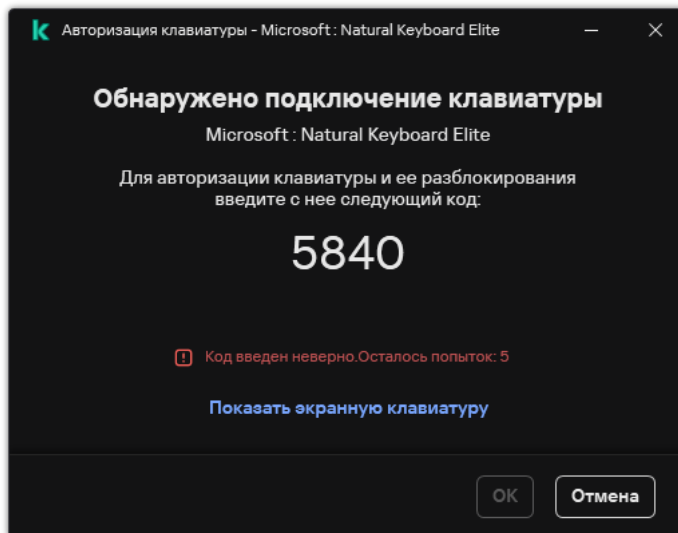 Авторизация клавиатуры - Microsoft : Natural Keyboard Elite
Обнаружено подключение клавиатуры
Microsoft : Natural Keyboard Elite
Для авторизации клавиатуры и ее разблокирования
введите с нее следующий код:
5840
Код введен неверно.Осталось попыток: 5
Показать экранную клавиатуру
ОК
Отмена